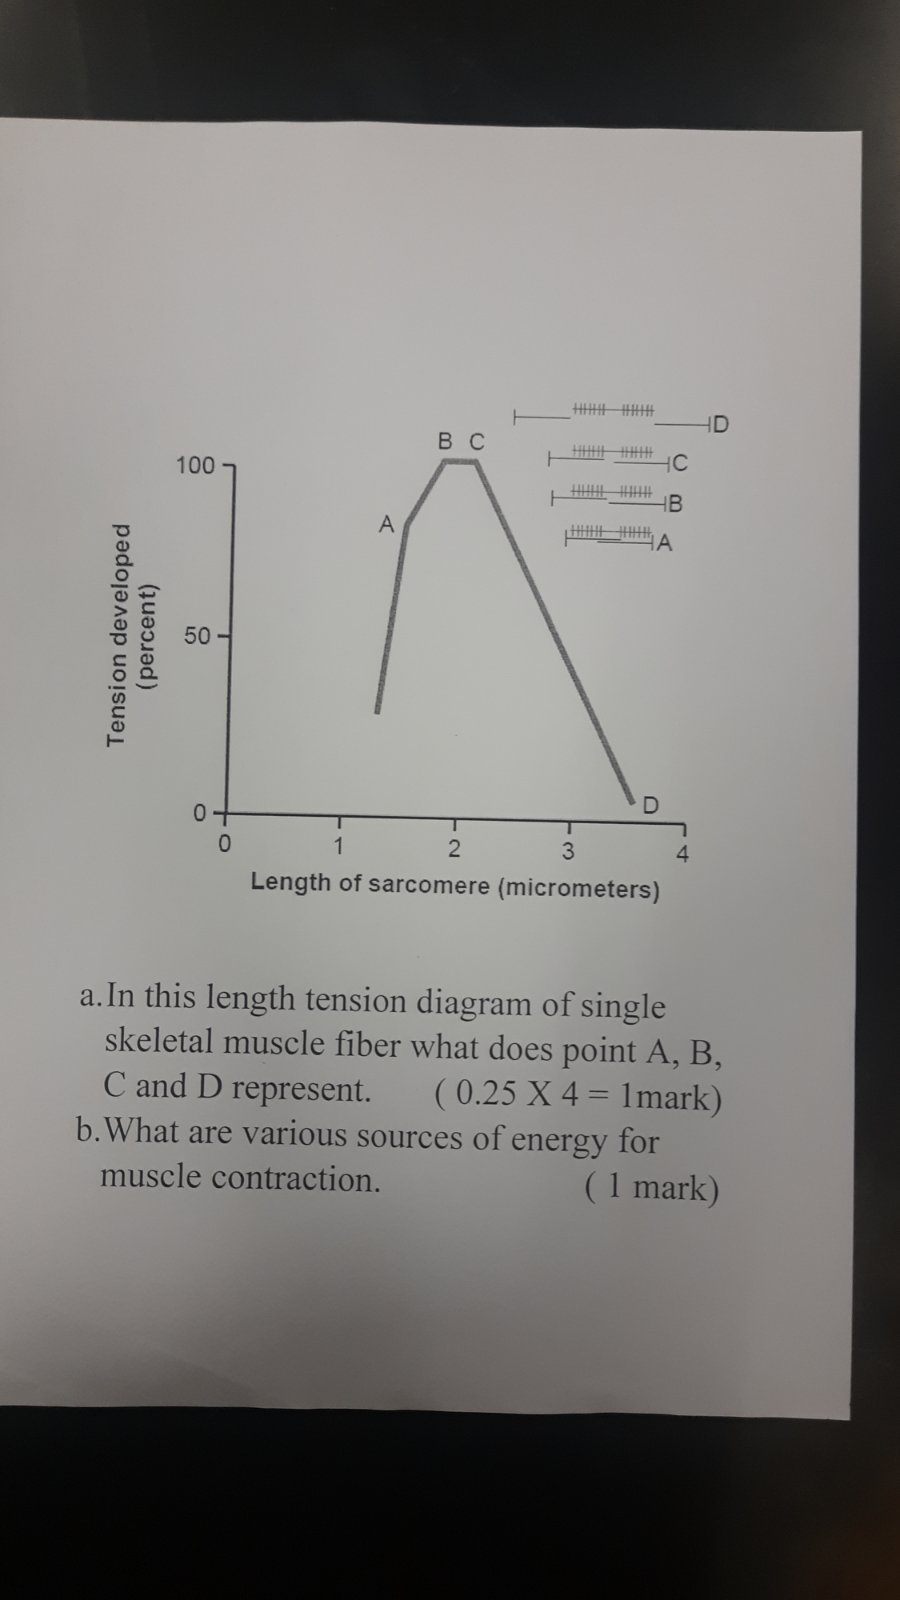 D
B C
100
C
B
A
A
Tension developed
(percent)
50
0
D
0 1 2 3 4
Length of sarcomere (micrometers)
a.In this length tension diagram of single
skeletal muscle fiber what does point A, B,
C and D represent. ( 0.25 X 4 = 1mark)
b.What are various sources of energy for
muscle contraction. ( 1 mark)